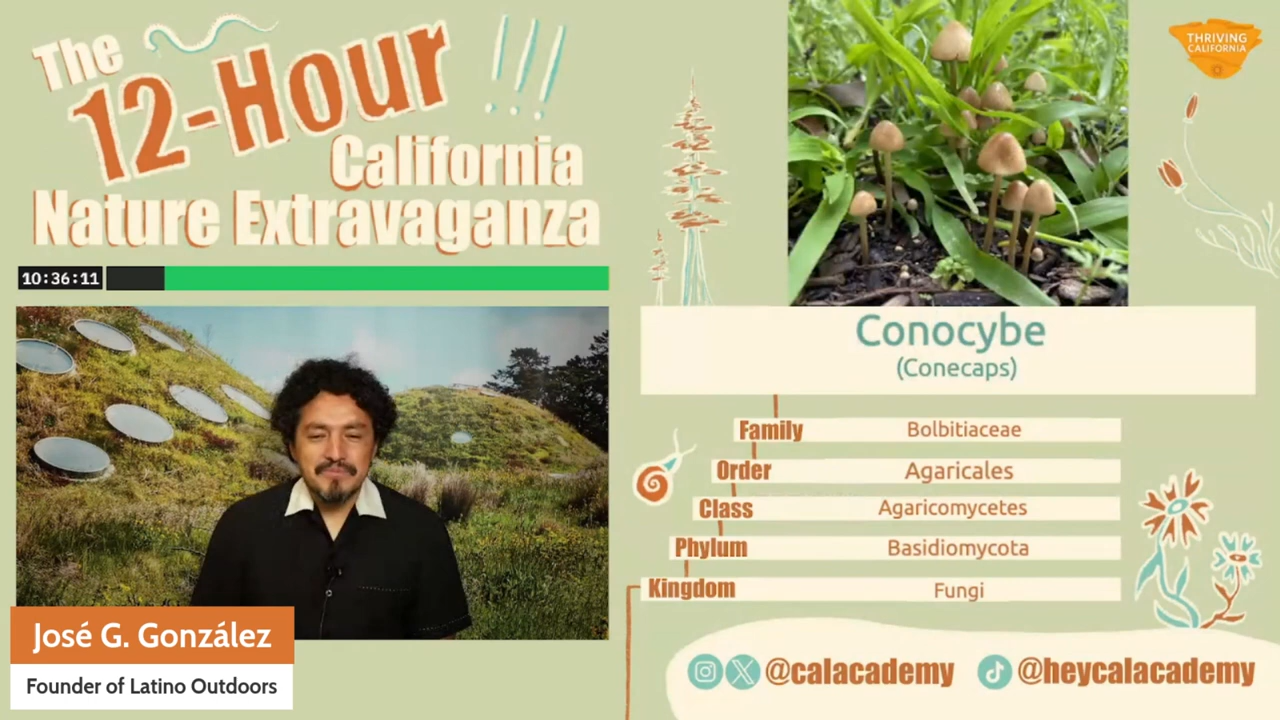 The
12-Hour !!!
California
Nature Extravaganza
10:36:11
José G. González
Founder of Latino Outdoors
THRIVING
CALIFORNIA
Conocybe
(Conecaps)
Family Bolbitiaceae
Order Agaricales
Class Agaricomycetes
Phylum Basidiomycota
Kingdom Fungi
@calacademy @heycalacademy